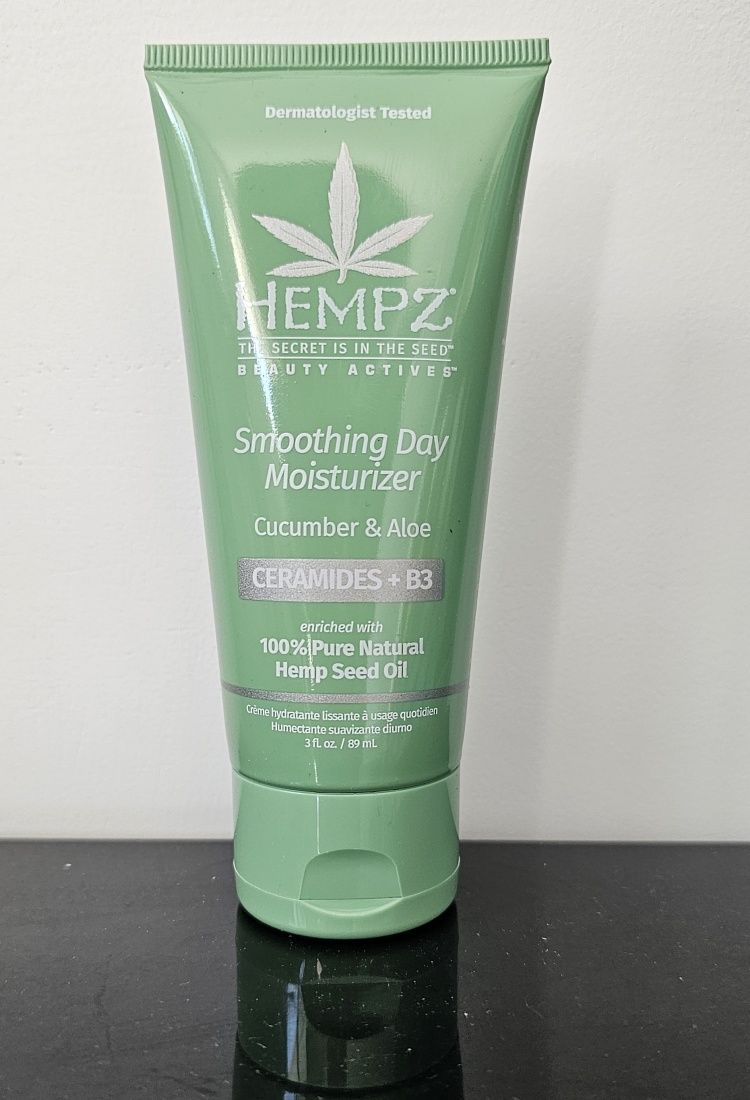 Dermatologist Tested
HEMPZ®
THE SECRET IS IN THE SEED™
BEAUTY ACTIVES™
Smoothing Day
Moisturizer
Cucumber & Aloe
CERAMIDES + B3
enriched with
100% Pure Natural
Hemp Seed Oil
Crème hydratante lissante à usage quotidien
Humectante suavizante diurno
3 fl. oz. / 89 mL